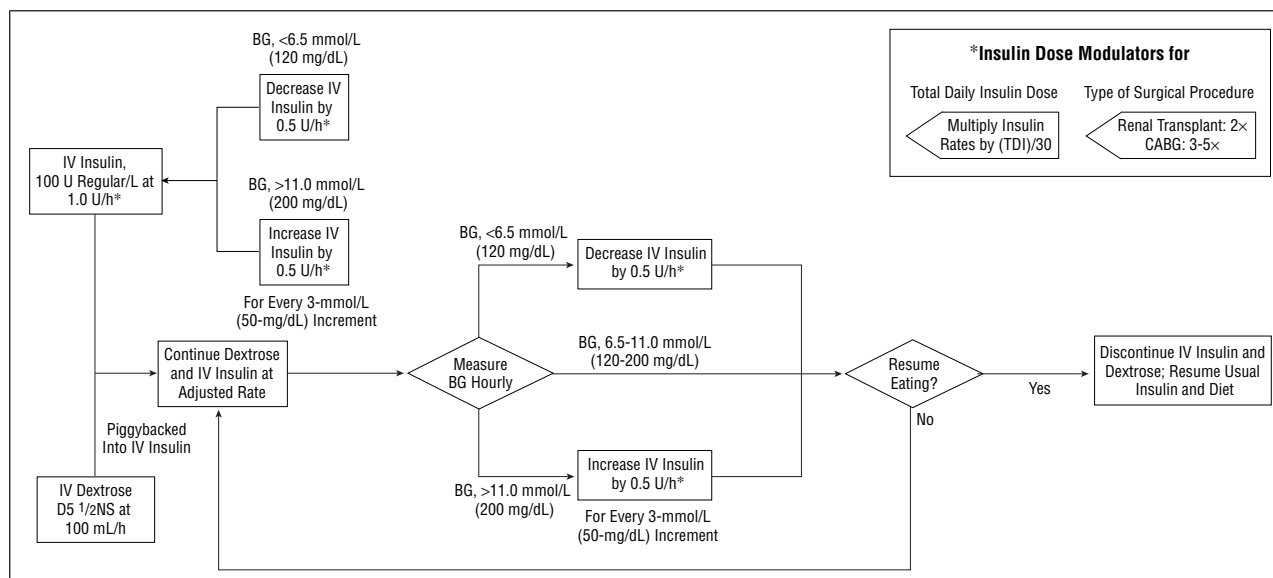 BG, <6.5 mmol/L
(120 mg/dL)
Decrease IV
Insulin by
0.5 U/h*
IV Insulin,
100 U Regular/L at
1.0 U/h*
BG, >11.0 mmol/L
(200 mg/dL)
Increase IV
Insulin by
0.5 U/h*
For Every 3-mmol/L
(50-mg/dL) Increment
*Insulin Dose Modulators for
Total Daily Insulin Dose
Multiply Insulin
Rates by (TDI)/30
Type of Surgical Procedure
Renal Transplant: 2×
CABG: 3-5×
Continue Dextrose
and IV Insulin at
Adjusted Rate
Piggybacked
Into IV Insulin
IV Dextrose
D5 1/2NS at
100 mL/h
Measure
BG Hourly
BG, <6.5 mmol/L
(120 mg/dL)
Decrease IV Insulin
by 0.5 U/h*
BG, 6.5-11.0 mmol/L
(120-200 mg/dL)
BG, >11.0 mmol/L
(200 mg/dL)
Increase IV Insulin
by 0.5 U/h*
For Every 3-mmol/L
(50-mg/dL) Increment
Resume
Eating?
Yes
No
Discontinue IV Insulin and
Dextrose; Resume Usual
Insulin and Diet